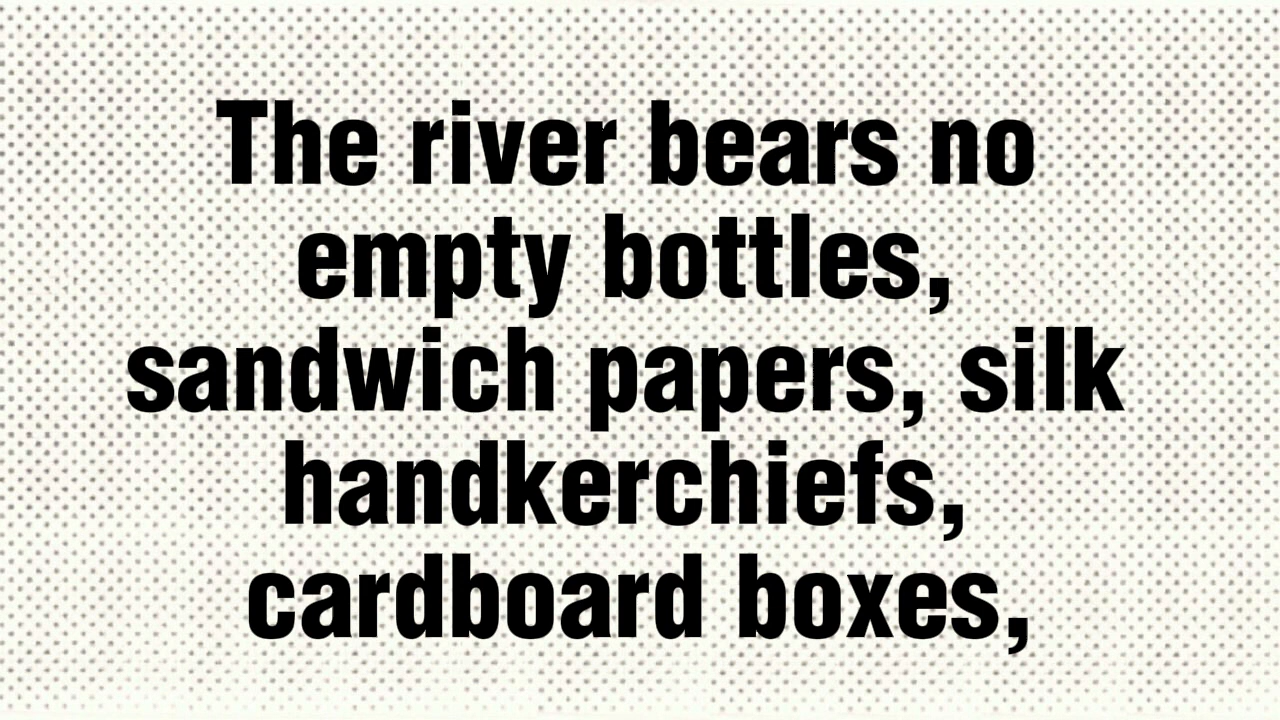 The river bears no
empty bottles,
sandwich papers, silk
handkerchiefs,
cardboard boxes,